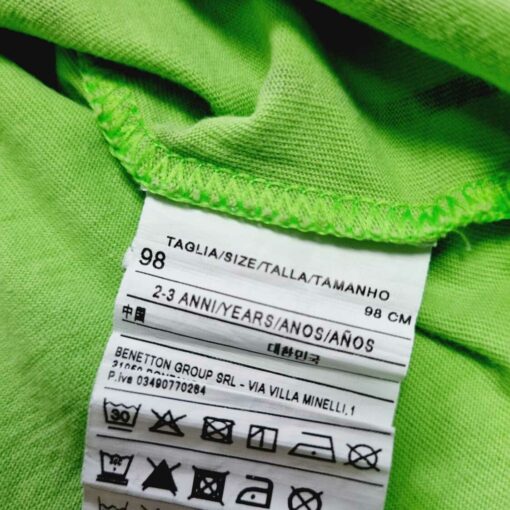 TAGLIA/SIZE/TALLA/TAMANHO
98 98 CM
2-3 ANNI/YEARS/ANOS/AÑOS
中國 대한민국
BENETTON GROUP SRL - VIA VILLA MINELLI,1
P.iva 03490770264
30